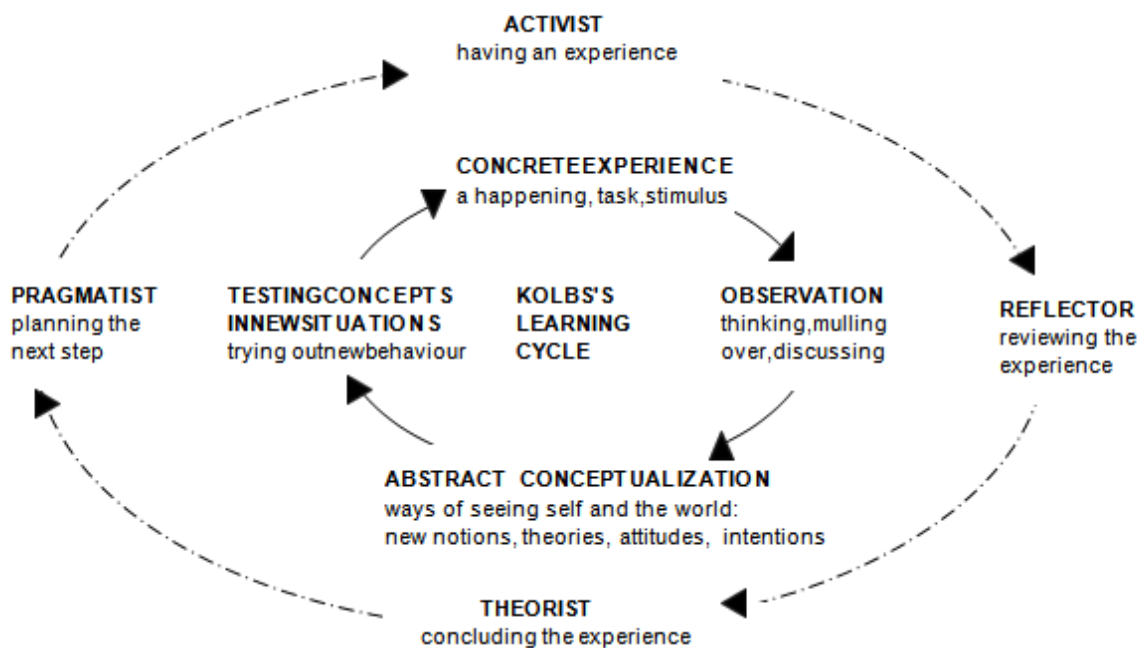 ACTIVIST
having an experience
CONCRETEEXPERIENCE
a happening, task,stimulus
PRAGMATIST
planning the
next step
TESTINGCONCEPTS
INNEWSITUATIONS
trying outnewbehaviour
KOLBS'S
LEARNING
CYCLE
OBSERVATION
thinking,mulling
over,discussing
REFLECTOR
reviewing the
experience
ABSTRACT CONCEPTUALIZATION
ways of seeing self and the world:
new notions, theories, attitudes, intentions
THEORIST
concluding the experience